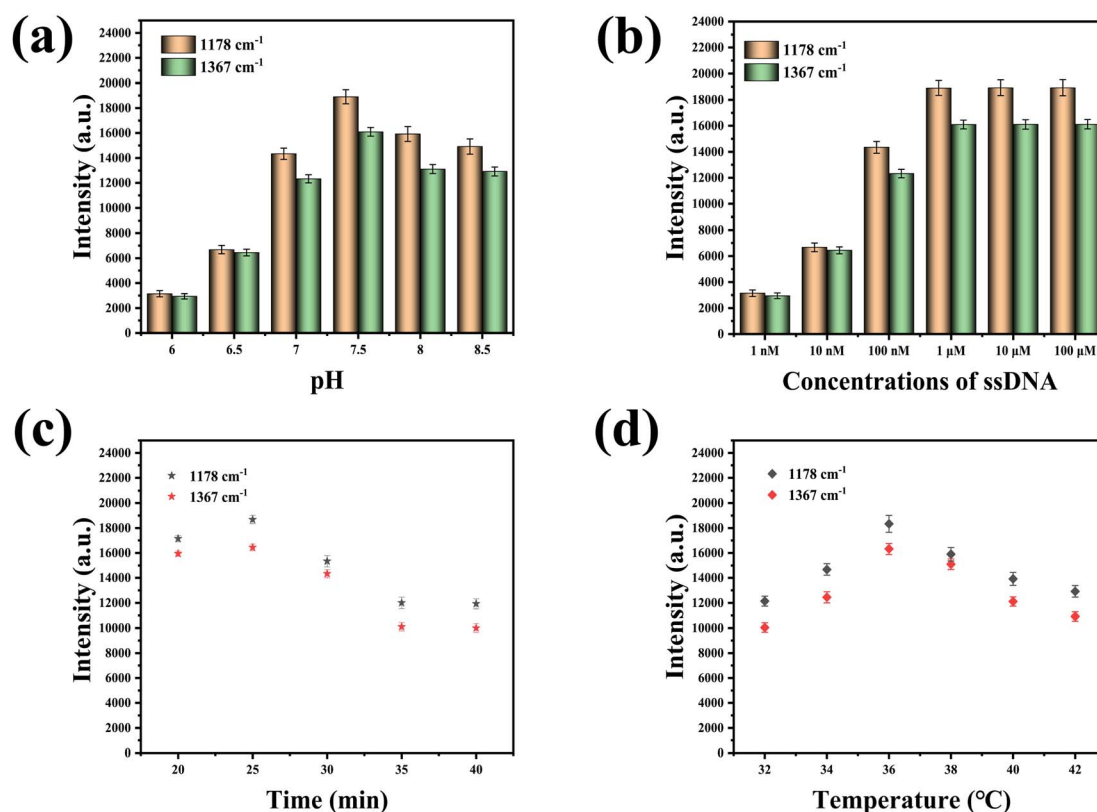 (a)
24000
22000
20000
18000
16000
14000
12000
10000
8000
6000
4000
2000
0
Intensity (a.u.)
1178 cm⁻¹
1367 cm⁻¹
6 6.5 7 7.5 8 8.5
pH
(b)
24000
22000
20000
18000
16000
14000
12000
10000
8000
6000
4000
2000
0
Intensity (a.u.)
1178 cm⁻¹
1367 cm⁻¹
1 nM 10 nM 100 nM 1 μM 10 μM 100 μM
Concentrations of ssDNA
(c)
24000
22000
20000
18000
16000
14000
12000
10000
8000
6000
4000
2000
0
Intensity (a.u.)
1178 cm⁻¹
1367 cm⁻¹
20 25 30 35 40
Time (min)
(d)
24000
22000
20000
18000
16000
14000
12000
10000
8000
6000
4000
2000
0
Intensity (a.u.)
1178 cm⁻¹
1367 cm⁻¹
32 34 36 38 40 42
Temperature (℃)